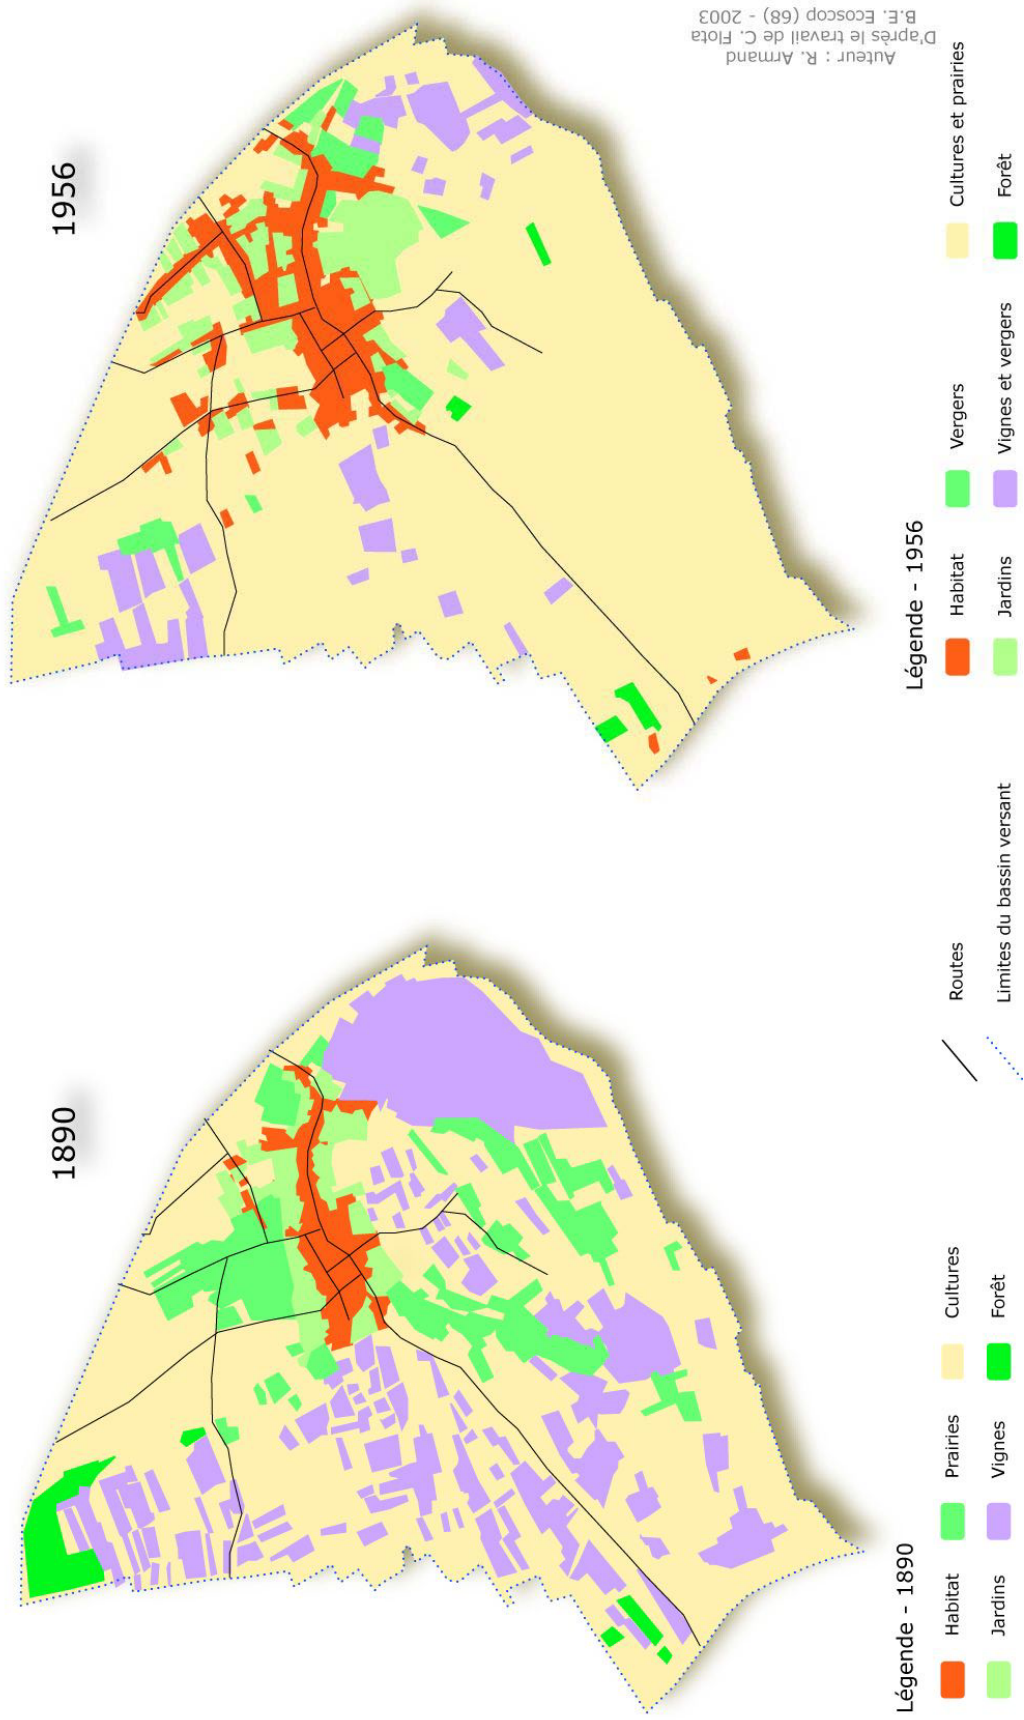 1890
1956
Légende - 1890
Habitat
Prairies
Cultures
Jardins
Vignes
Forêt
Routes
Limites du bassin versant
Légende - 1956
Habitat
Vergers
Cultures et prairies
Jardins
Vignes et vergers
Forêt
Auteur : R. Armand
D'après le travail de C. Flota
B.E. Ecoscop (68) - 2003